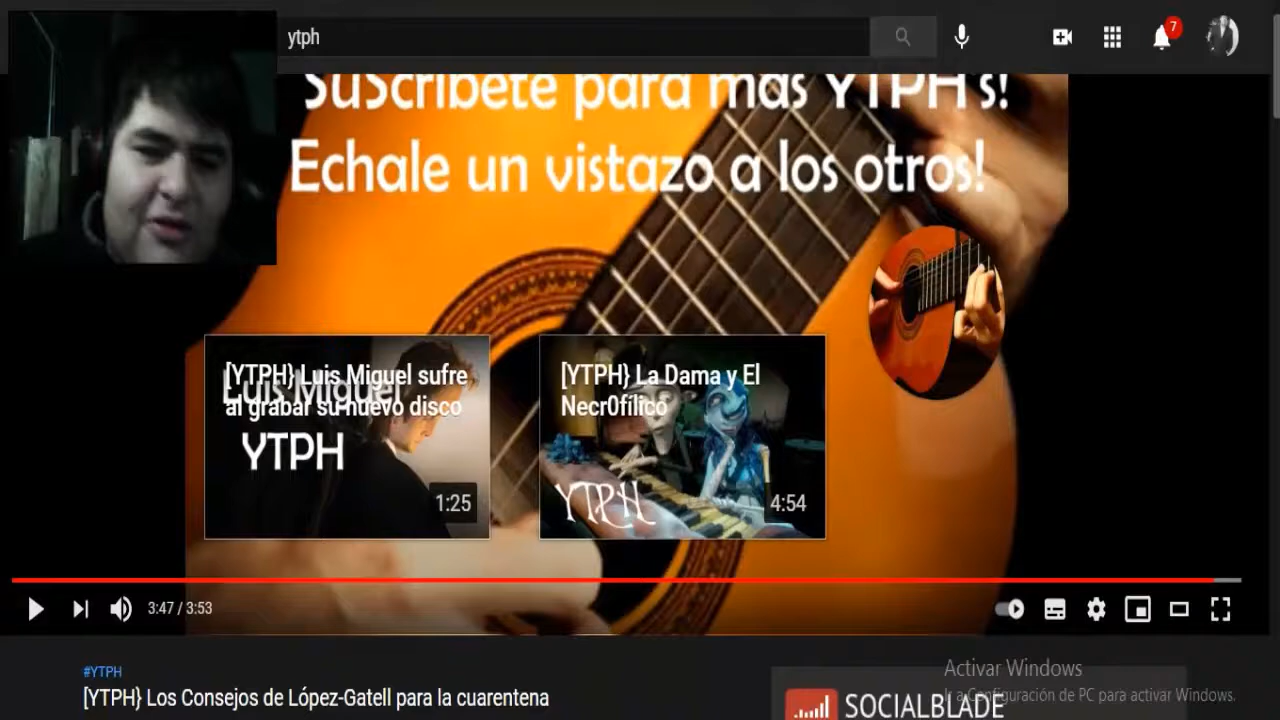 ytph
7
SuScribete para mas YTPH's!
Echale un vistazo a los otros!
[YTPH} Luis Miguel sufre
al grabar su nuevo disco
Luis Miguel
YTPH
1:25
[YTPH} La Dama y El
Necr0fílico
YTPH
4:54
3:47 / 3:53
#YTPH
[YTPH} Los Consejos de López-Gatell para la cuarentena
Activar Windows
Ir a Configuración de PC para activar Windows.
SOCIALBLADE